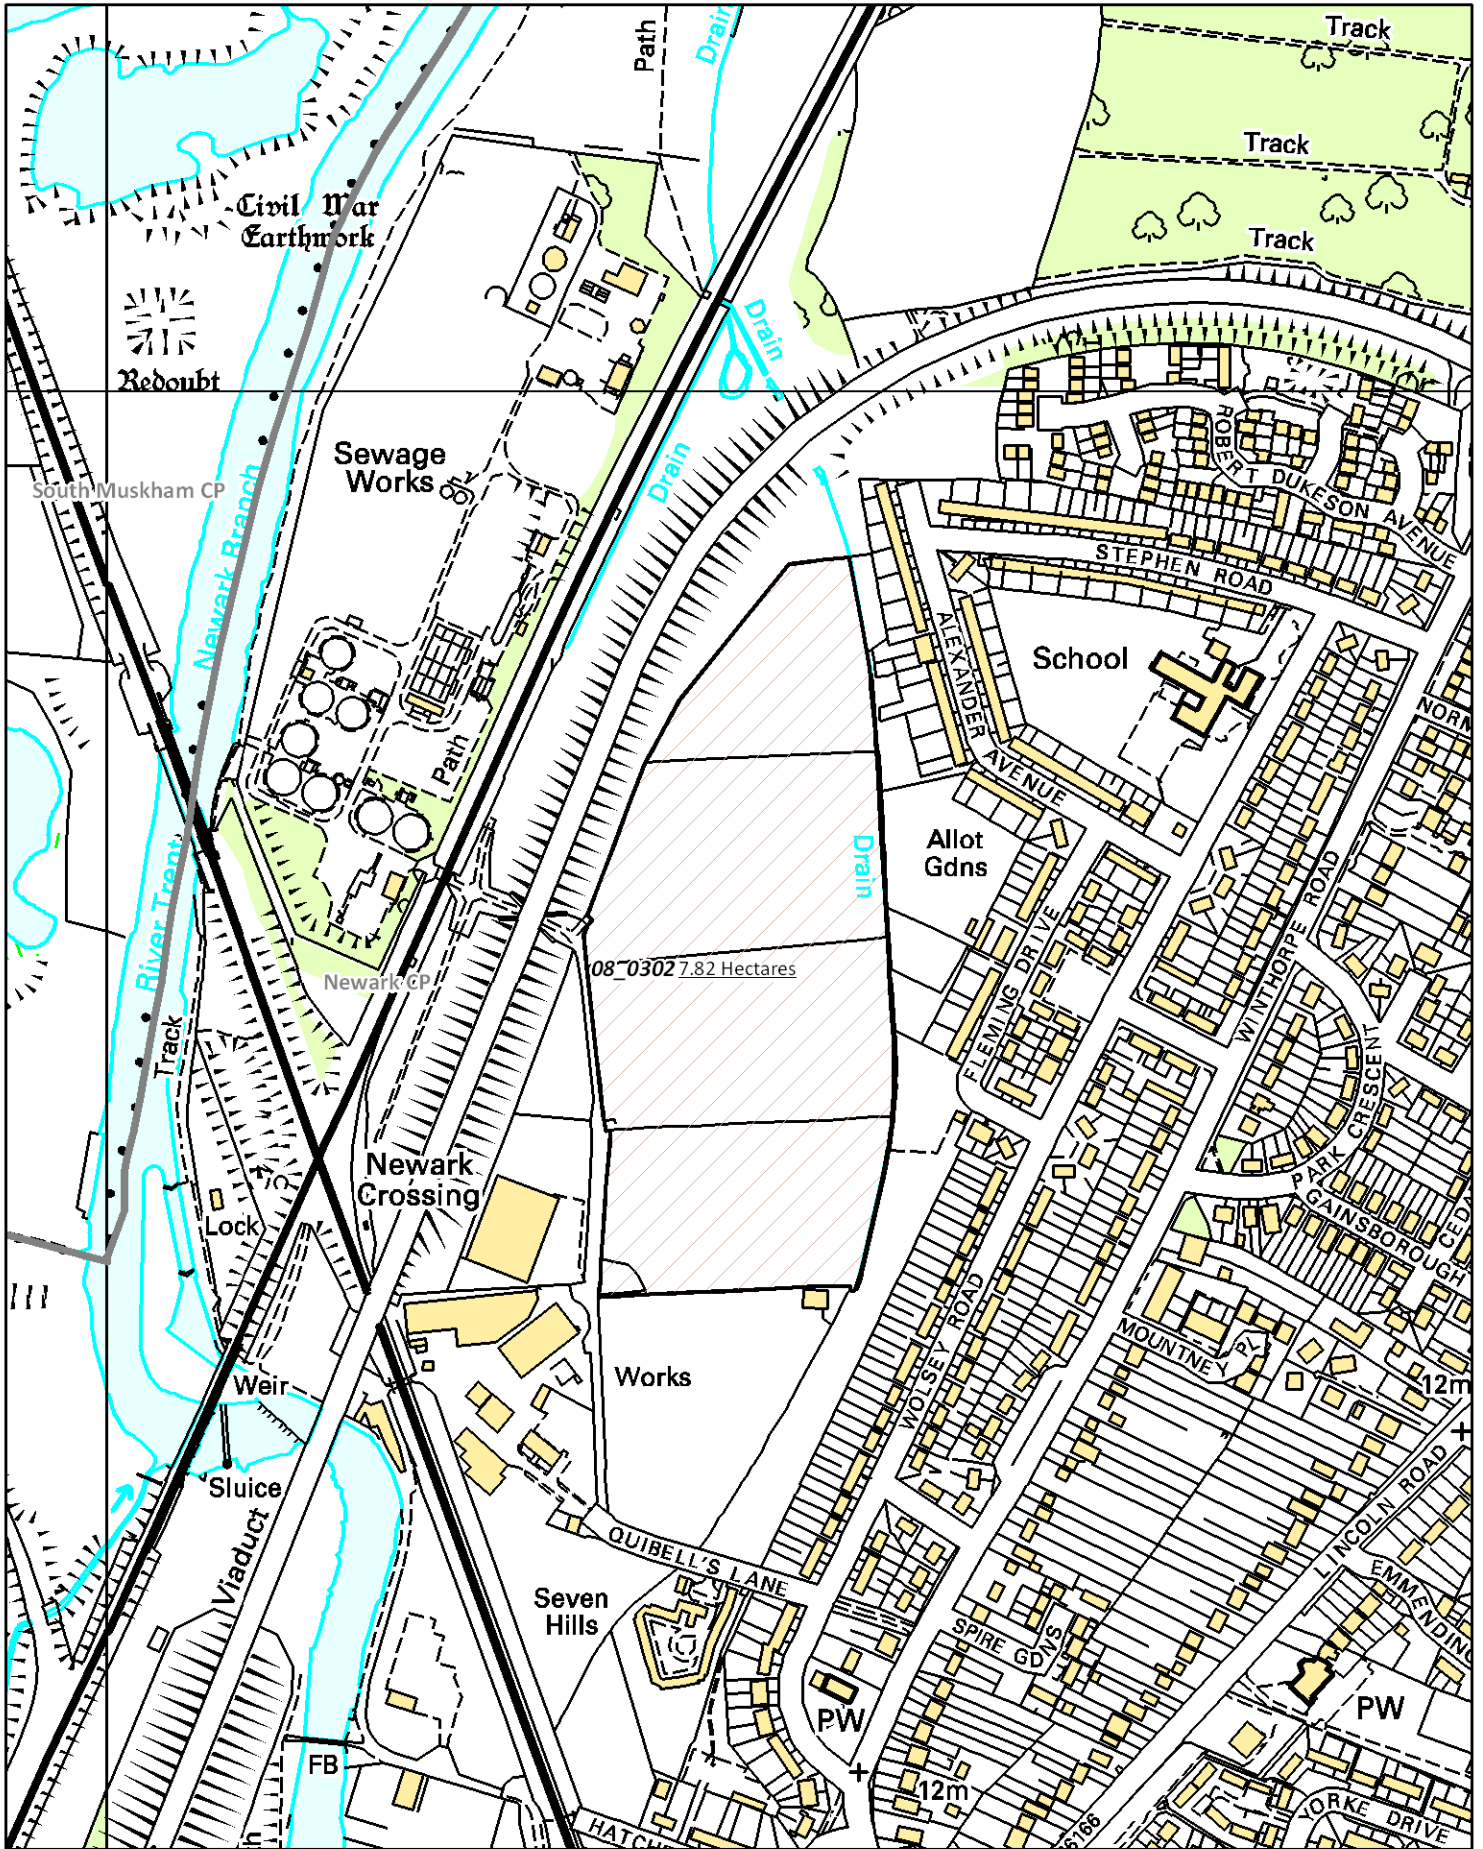 Track
Path
Drain
Track
Civil War
Earthwork
Track
Drain
Redoubt
ROBERT DUKESON AVENUE
Sewage
Works
Drain
South Muskham CP
Newark Branch
STEPHEN ROAD
ALEXANDER AVENUE
School
NORM
Path
Drain
Allot
Gdns
WINTHORPE ROAD
River Trent
FLEMING DRIVE
08_0302 7.82 Hectares
Newark CP
Track
PARK CRESCENT
Newark
Crossing
Lock
GAINSBOROUGH
CEDA
WOLSEY ROAD
MOUNTNEY PL
Works
Weir
12m
Sluice
LINCOLN ROAD
Viaduct
QUIBELL'S LANE
EMMENDING
Seven
Hills
SPIRE GDNS
PW
PW
FB
12m
YORKE DRIVE
HATCH
6166